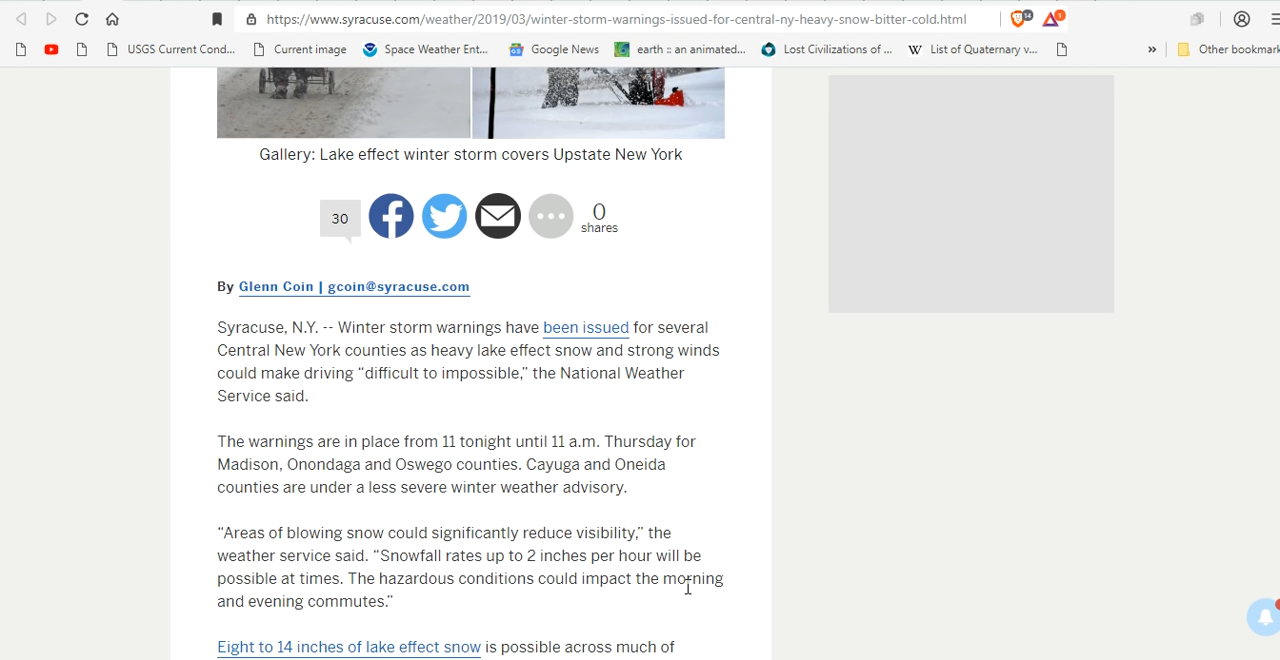 https://www.syracuse.com/weather/2019/03/winter-storm-warnings-issued-for-central-ny-heavy-snow-bitter-cold.html 14 1
USGS Current Cond... Current image Space Weather Ent... Google News earth :: an animated... Lost Civilizations of ... W List of Quaternary v... » Other bookmark
Gallery: Lake effect winter storm covers Upstate New York
30 0
shares
By Glenn Coin | gcoin@syracuse.com
Syracuse, N.Y. -- Winter storm warnings have been issued for several
Central New York counties as heavy lake effect snow and strong winds
could make driving “difficult to impossible,” the National Weather
Service said.
The warnings are in place from 11 tonight until 11 a.m. Thursday for
Madison, Onondaga and Oswego counties. Cayuga and Oneida
counties are under a less severe winter weather advisory.
“Areas of blowing snow could significantly reduce visibility,” the
weather service said. “Snowfall rates up to 2 inches per hour will be
possible at times. The hazardous conditions could impact the morning
and evening commutes.”
Eight to 14 inches of lake effect snow is possible across much of